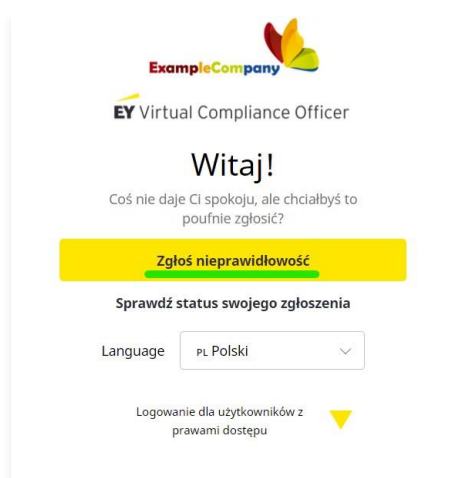 ExampleCompany
EY Virtual Compliance Officer
Witaj!
Coś nie daje Ci spokoju, ale chciałbyś to
poufnie zgłosić?
Zgłoś nieprawidłowość
Sprawdź status swojego zgłoszenia
Language PL Polski
Logowanie dla użytkowników z
prawami dostępu